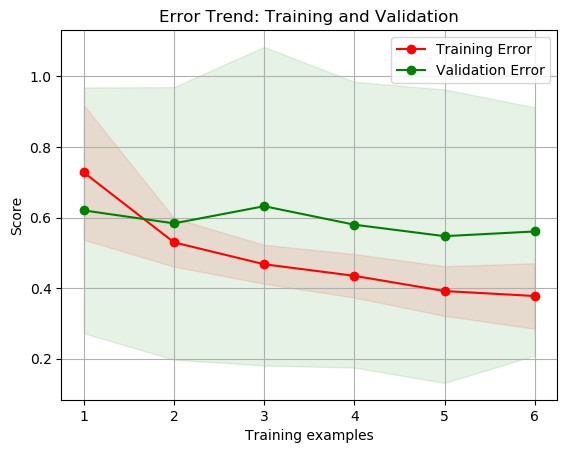 Error Trend: Training and Validation
Training Error
Validation Error
Score
1.0
0.8
0.6
0.4
0.2
1 2 3 4 5 6
Training examples